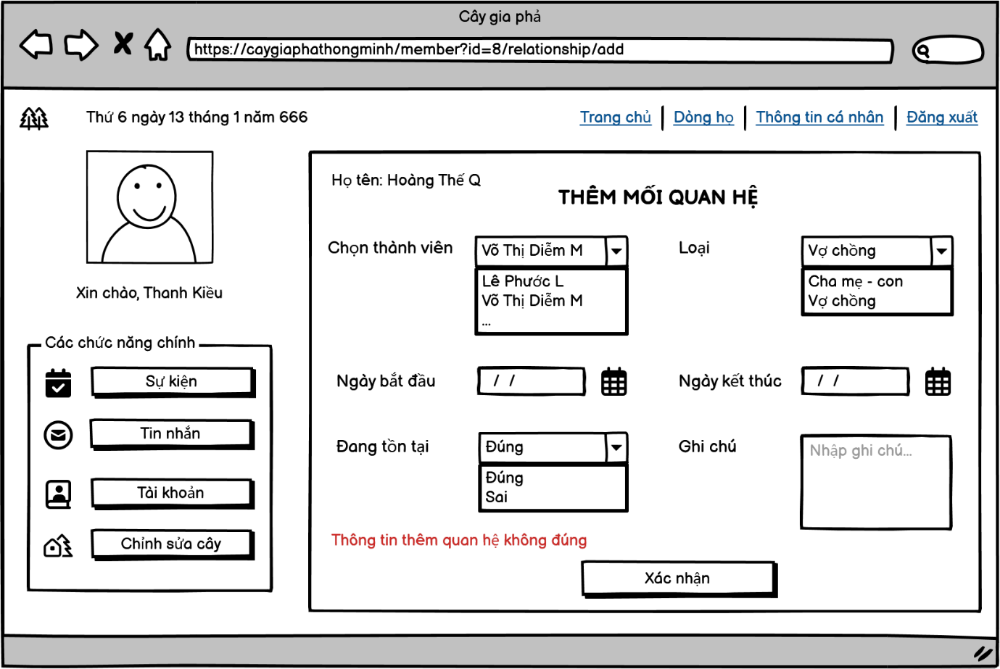 Cây gia phả
https://caygiaphathongminh/member?id=8/relationship/add
Thứ 6 ngày 13 tháng 1 năm 666
Trang chủ
Dòng họ
Thông tin cá nhân
Đăng xuất
Xin chào, Thanh Kiều
Các chức năng chính
Sự kiện
Tin nhắn
Tài khoản
Chỉnh sửa cây
Họ tên: Hoàng Thế Q
THÊM MỐI QUAN HỆ
Chọn thành viên
Võ Thị Diễm M
Lê Phước L
Võ Thị Diễm M
...
Loại
Vợ chồng
Cha mẹ - con
Vợ chồng
Ngày bắt đầu
/ /
Ngày kết thúc
/ /
Đang tồn tại
Đúng
Đúng
Sai
Ghi chú
Nhập ghi chú...
Thông tin thêm quan hệ không đúng
Xác nhận